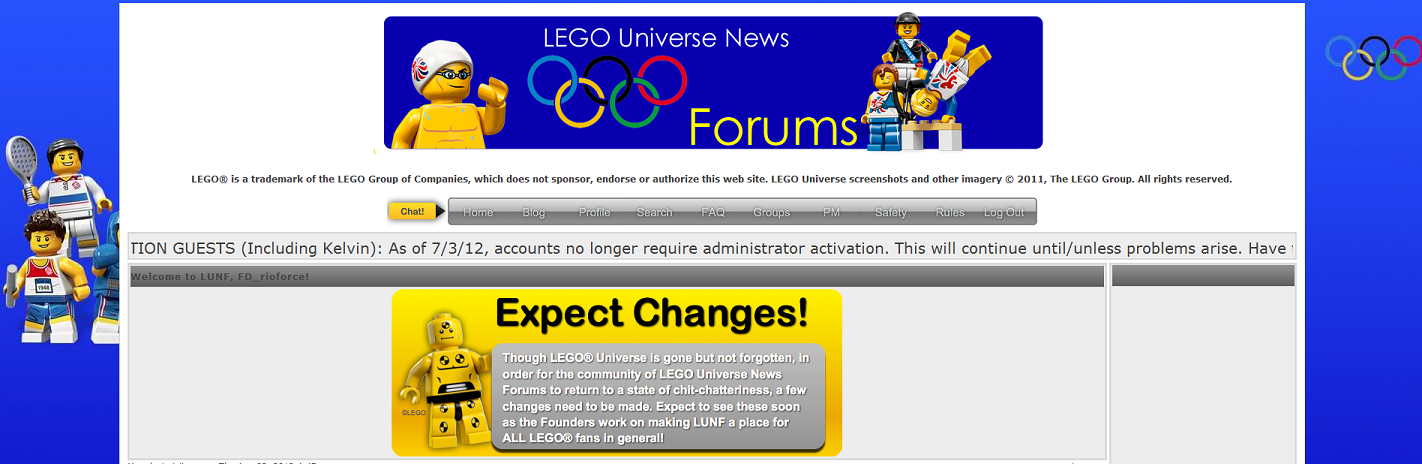 LEGO Universe News
Forums
LEGO® is a trademark of the LEGO Group of Companies, which does not sponsor, endorse or authorize this web site. LEGO Universe screenshots and other imagery © 2011, The LEGO Group. All rights reserved.
Chat! Home Blog Profile Search FAQ Groups PM Safety Rules Log Out
TION GUESTS (Including Kelvin): As of 7/3/12, accounts no longer require administrator activation. This will continue until/unless problems arise. Have
Welcome to LUNF, FD_rioforce!
Expect Changes!
Though LEGO® Universe is gone but not forgotten, in
order for the community of LEGO Universe News
Forums to return to a state of chit-chatteriness, a few
changes need to be made. Expect to see these soon
as the Founders work on making LUNF a place for
ALL LEGO® fans in general!
©LEGO
1948